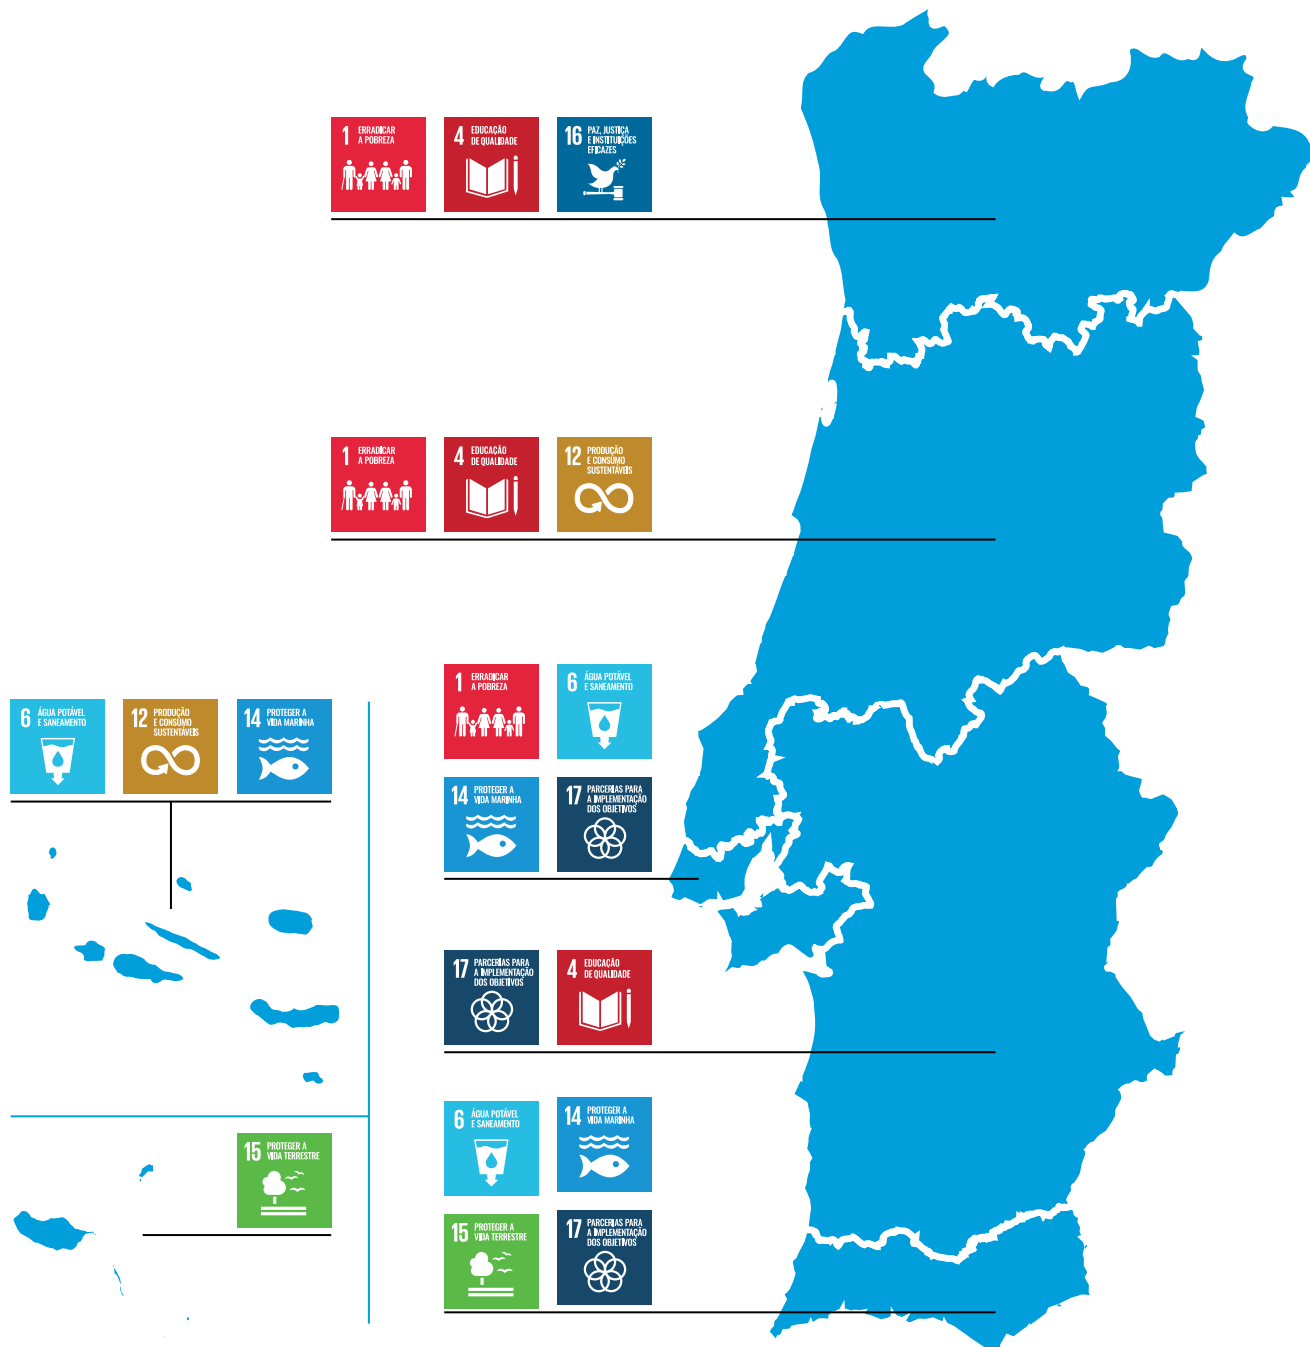 1 ERRADICAR
A POBREZA
4 EDUCAÇÃO
DE QUALIDADE
16 PAZ, JUSTIÇA
E INSTITUIÇÕES
EFICAZES
1 ERRADICAR
A POBREZA
4 EDUCAÇÃO
DE QUALIDADE
12 PRODUÇÃO
E CONSUMO
SUSTENTÁVEIS
1 ERRADICAR
A POBREZA
6 ÁGUA POTÁVEL
E SANEAMENTO
14 PROTEGER A
VIDA MARINHA
17 PARCERIAS PARA
A IMPLEMENTAÇÃO
DOS OBJETIVOS
6 ÁGUA POTÁVEL
E SANEAMENTO
12 PRODUÇÃO
E CONSUMO
SUSTENTÁVEIS
14 PROTEGER A
VIDA MARINHA
17 PARCERIAS PARA
A IMPLEMENTAÇÃO
DOS OBJETIVOS
4 EDUCAÇÃO
DE QUALIDADE
15 PROTEGER A
VIDA TERRESTRE
6 ÁGUA POTÁVEL
E SANEAMENTO
14 PROTEGER A
VIDA MARINHA
15 PROTEGER A
VIDA TERRESTRE
17 PARCERIAS PARA
A IMPLEMENTAÇÃO
DOS OBJETIVOS